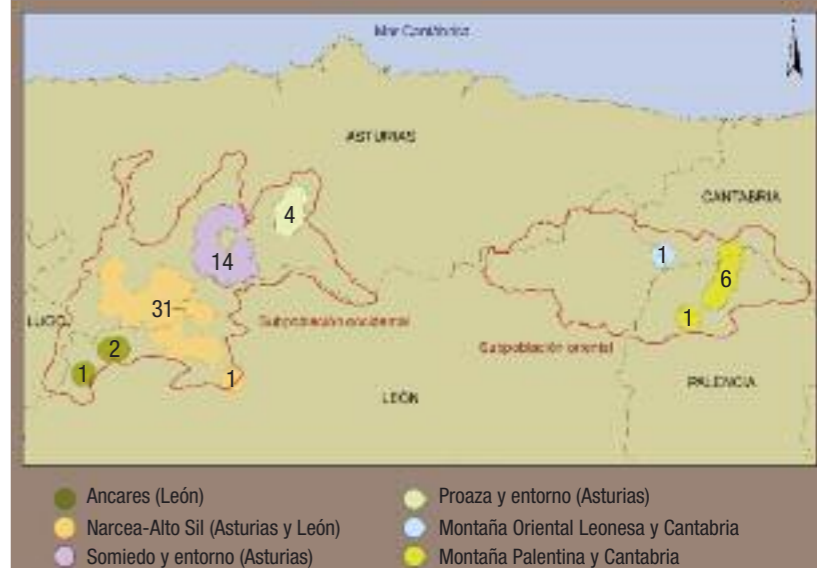 Mar Cantábrico
ASTURIAS
CANTABRIA
4
1
14
6
31
1
LUGO
Subpoblación occidental
2
Subpoblación oriental
1
1
PALENCIA
LEÓN
Ancares (León)
Narcea-Alto Sil (Asturias y León)
Somiedo y entorno (Asturias)
Proaza y entorno (Asturias)
Montaña Oriental Leonesa y Cantabria
Montaña Palentina y Cantabria